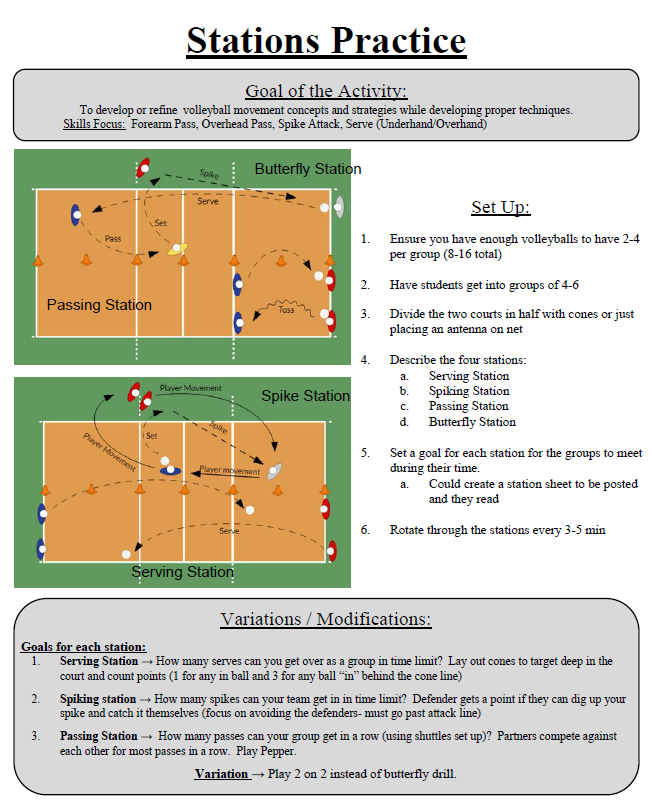 Stations Practice
Goal of the Activity:
To develop or refine volleyball movement concepts and strategies while developing proper techniques.
Skills Focus: Forearm Pass, Overhead Pass, Spike Attack, Serve (Underhand/Overhand)
Butterfly Station
Spike
Serve
Set
Pass
Passing Station
Toss
Player Movement
Spike Station
Spike
Set
Player Movement
Player movement
Serve
Serving Station
Set Up:
1. Ensure you have enough volleyballs to have 2-4
per group (8-16 total)
2. Have students get into groups of 4-6
3. Divide the two courts in half with cones or just
placing an antenna on net
4. Describe the four stations:
a. Serving Station
b. Spiking Station
c. Passing Station
d. Butterfly Station
5. Set a goal for each station for the groups to meet
during their time.
a. Could create a station sheet to be posted
and they read
6. Rotate through the stations every 3-5 min
Variations / Modifications:
Goals for each station:
1. Serving Station → How many serves can you get over as a group in time limit? Lay out cones to target deep in the
court and count points (1 for any in ball and 3 for any ball “in” behind the cone line)
2. Spiking station → How many spikes can your team get in in time limit? Defender gets a point if they can dig up your
spike and catch it themselves (focus on avoiding the defenders- must go past attack line)
3. Passing Station → How many passes can your group get in a row (using shuttles set up)? Partners compete against
each other for most passes in a row. Play Pepper.
Variation → Play 2 on 2 instead of butterfly drill.